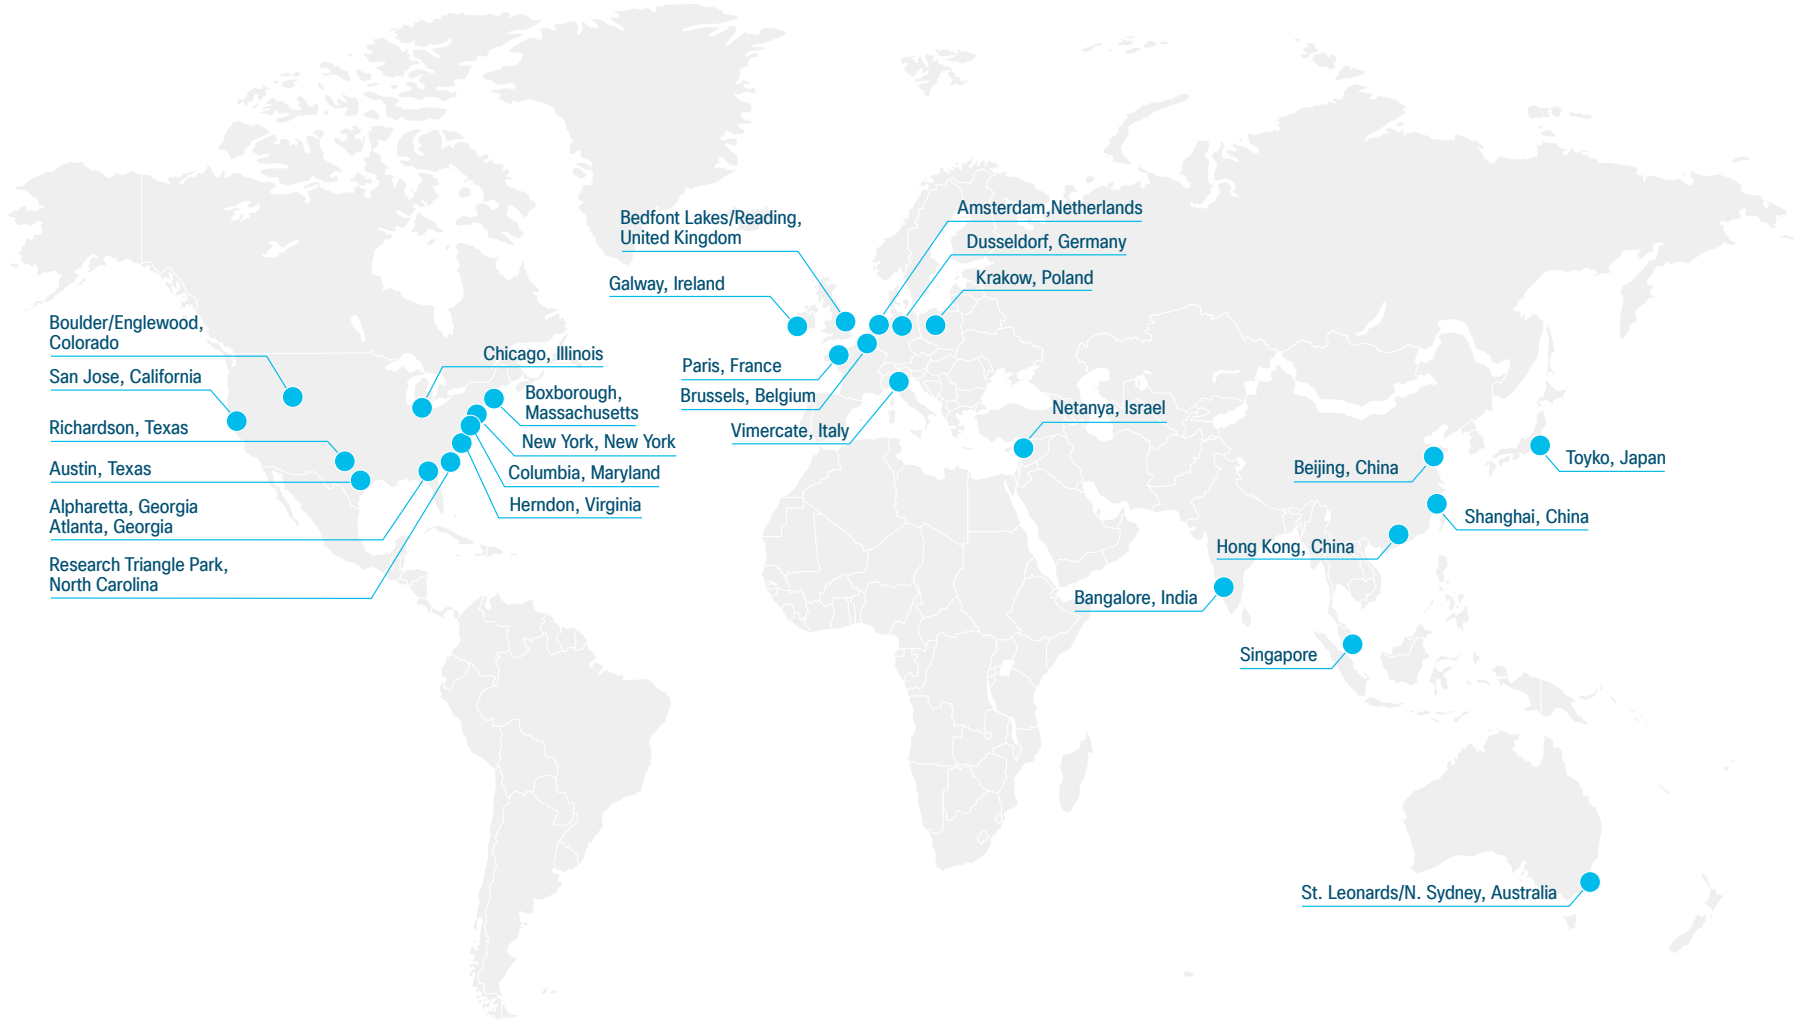 Amsterdam,Netherlands
Bedfont Lakes/Reading,
United Kingdom
Dusseldorf, Germany
Galway, Ireland
Krakow, Poland
Boulder/Englewood,
Colorado
Chicago, Illinois
Paris, France
San Jose, California
Boxborough,
Massachusetts
Brussels, Belgium
Netanya, Israel
Richardson, Texas
New York, New York
Vimercate, Italy
Austin, Texas
Columbia, Maryland
Beijing, China
Toyko, Japan
Alpharetta, Georgia
Atlanta, Georgia
Herndon, Virginia
Shanghai, China
Hong Kong, China
Research Triangle Park,
North Carolina
Bangalore, India
Singapore
St. Leonards/N. Sydney, Australia